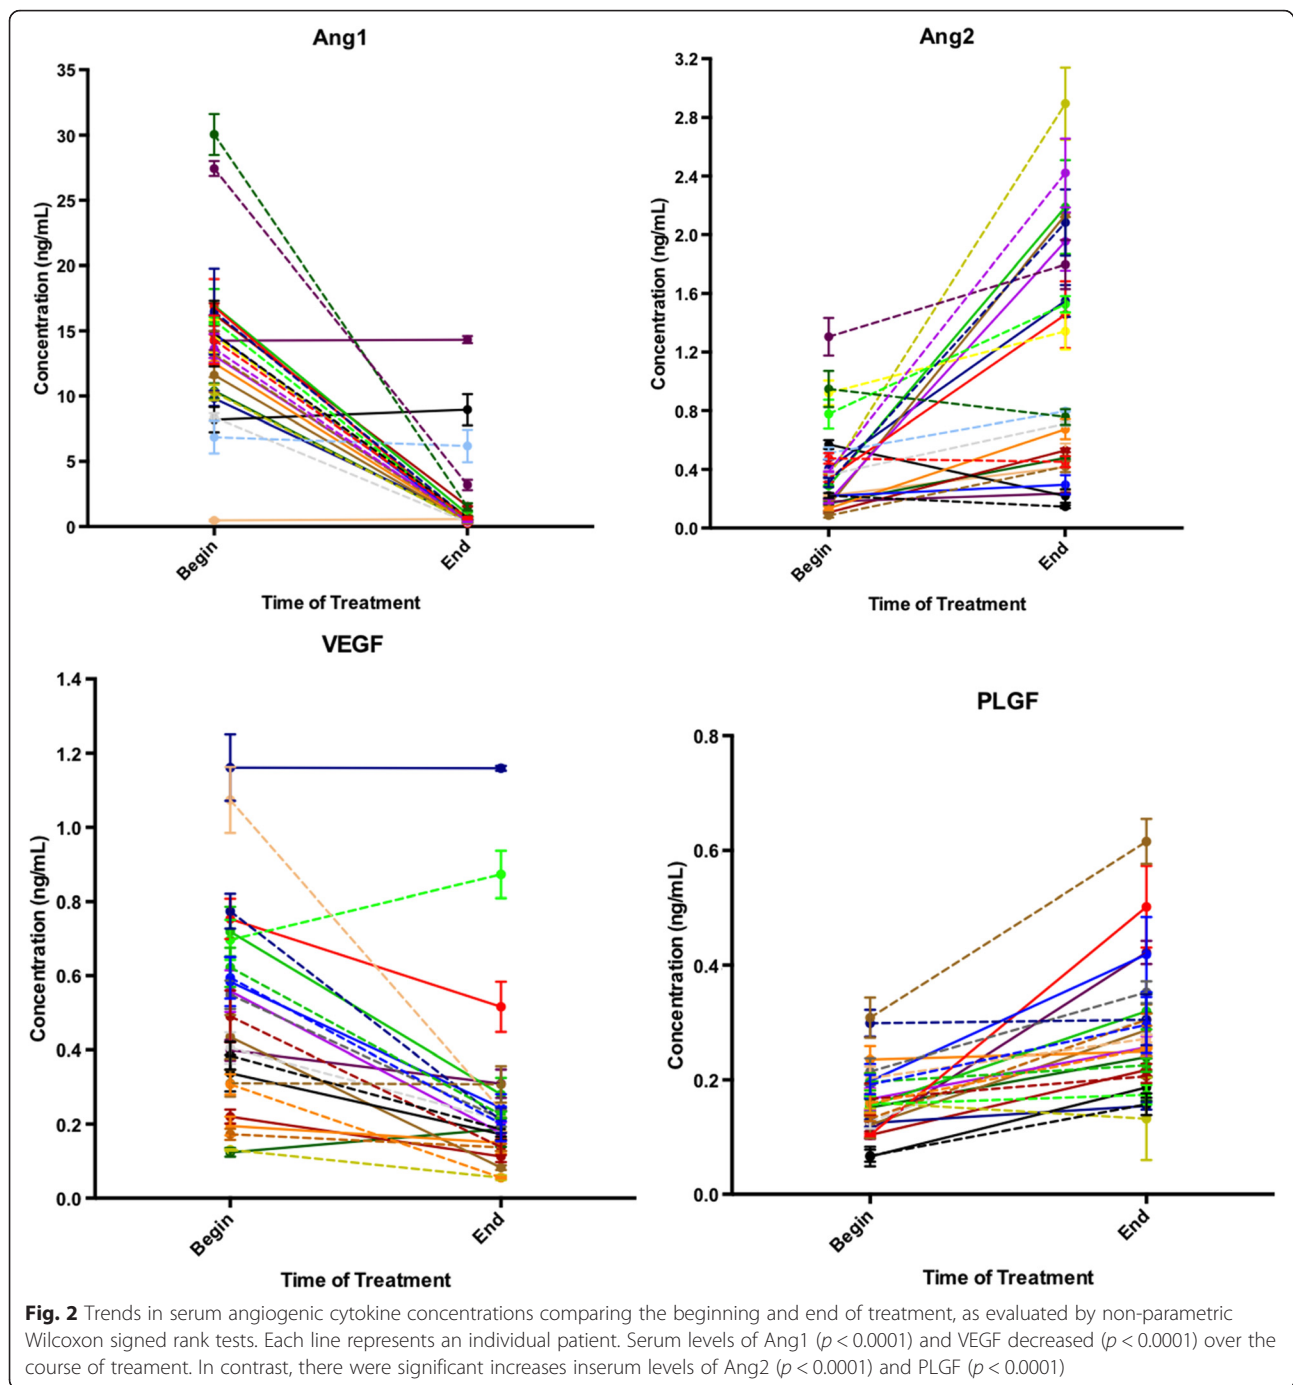 Ang1
35
30
25
20
15
10
5
0
Concentration (ng/mL)
Begin
End
Time of Treatment
Ang2
3.2
2.8
2.4
2.0
1.6
1.2
0.8
0.4
0.0
Concentration (ng/mL)
Begin
End
Time of Treatment
VEGF
1.4
1.2
1.0
0.8
0.6
0.4
0.2
0.0
Concentration (ng/mL)
Begin
End
Time of Treatment
PLGF
0.8
0.6
0.4
0.2
0.0
Concentration (ng/mL)
Begin
End
Time of Treatment
Fig. 2 Trends in serum angiogenic cytokine concentrations comparing the beginning and end of treatment, as evaluated by non-parametric
Wilcoxon signed rank tests. Each line represents an individual patient. Serum levels of Ang1 (p < 0.0001) and VEGF decreased (p < 0.0001) over the
course of treament. In contrast, there were significant increases inserum levels of Ang2 (p < 0.0001) and PLGF (p < 0.0001)